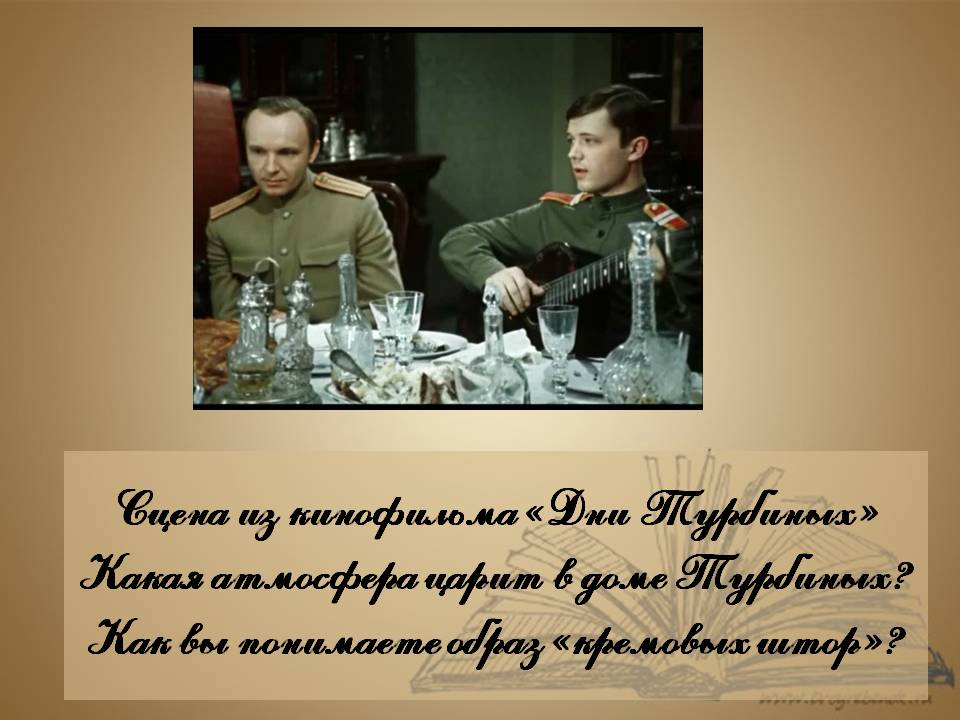 Сцена из кинофильма «Дни Турбиных»
Какая атмосфера царит в доме Турбиных?
Как вы понимаете образ «кремовых штор»?